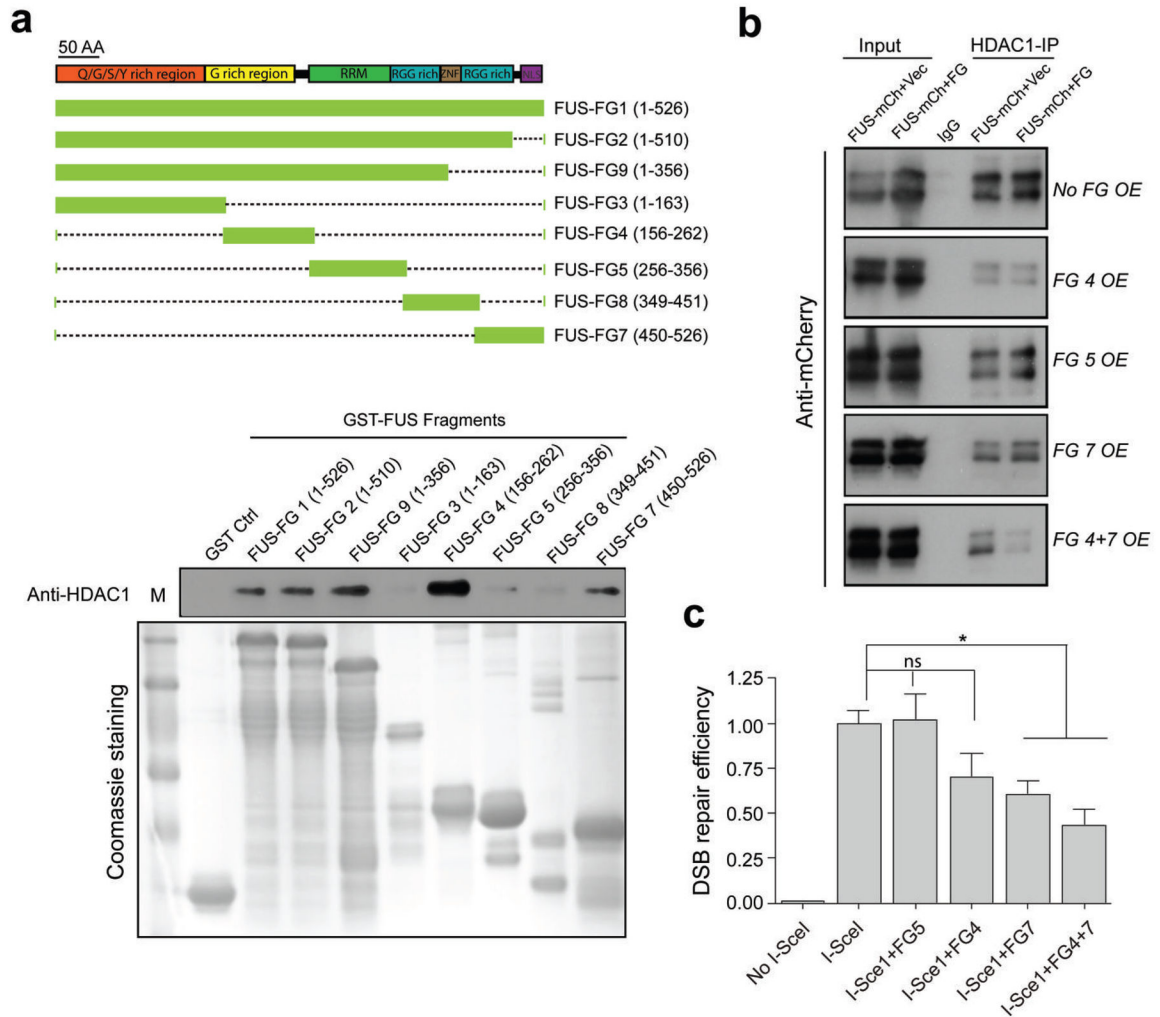 a
50 AA
Q/G/S/Y rich region G rich region RRM RGG rich ZNF RGG rich NLS
FUS-FG1 (1-526)
FUS-FG2 (1-510)
FUS-FG9 (1-356)
FUS-FG3 (1-163)
FUS-FG4 (156-262)
FUS-FG5 (256-356)
FUS-FG8 (349-451)
FUS-FG7 (450-526)
GST-FUS Fragments
GST Ctrl
FUS-FG 1 (1-526)
FUS-FG 2 (1-510)
FUS-FG 9 (1-356)
FUS-FG 3 (1-163)
FUS-FG 4 (156-262)
FUS-FG 5 (256-356)
FUS-FG 8 (349-451)
FUS-FG 7 (450-526)
Anti-HDAC1 M
Coomassie staining
b
Input HDAC1-IP
FUS-mCh+Vec
FUS-mCh+FG
IgG
FUS-mCh+Vec
FUS-mCh+FG
Anti-mCherry
No FG OE
FG 4 OE
FG 5 OE
FG 7 OE
FG 4+7 OE
c
DSB repair efficiency
*
ns
1.25
1.00
0.75
0.50
0.25
0.00
No I-SceI
I-SceI
I-Sce1+FG5
I-Sce1+FG4
I-Sce1+FG7
I-Sce1+FG4+7